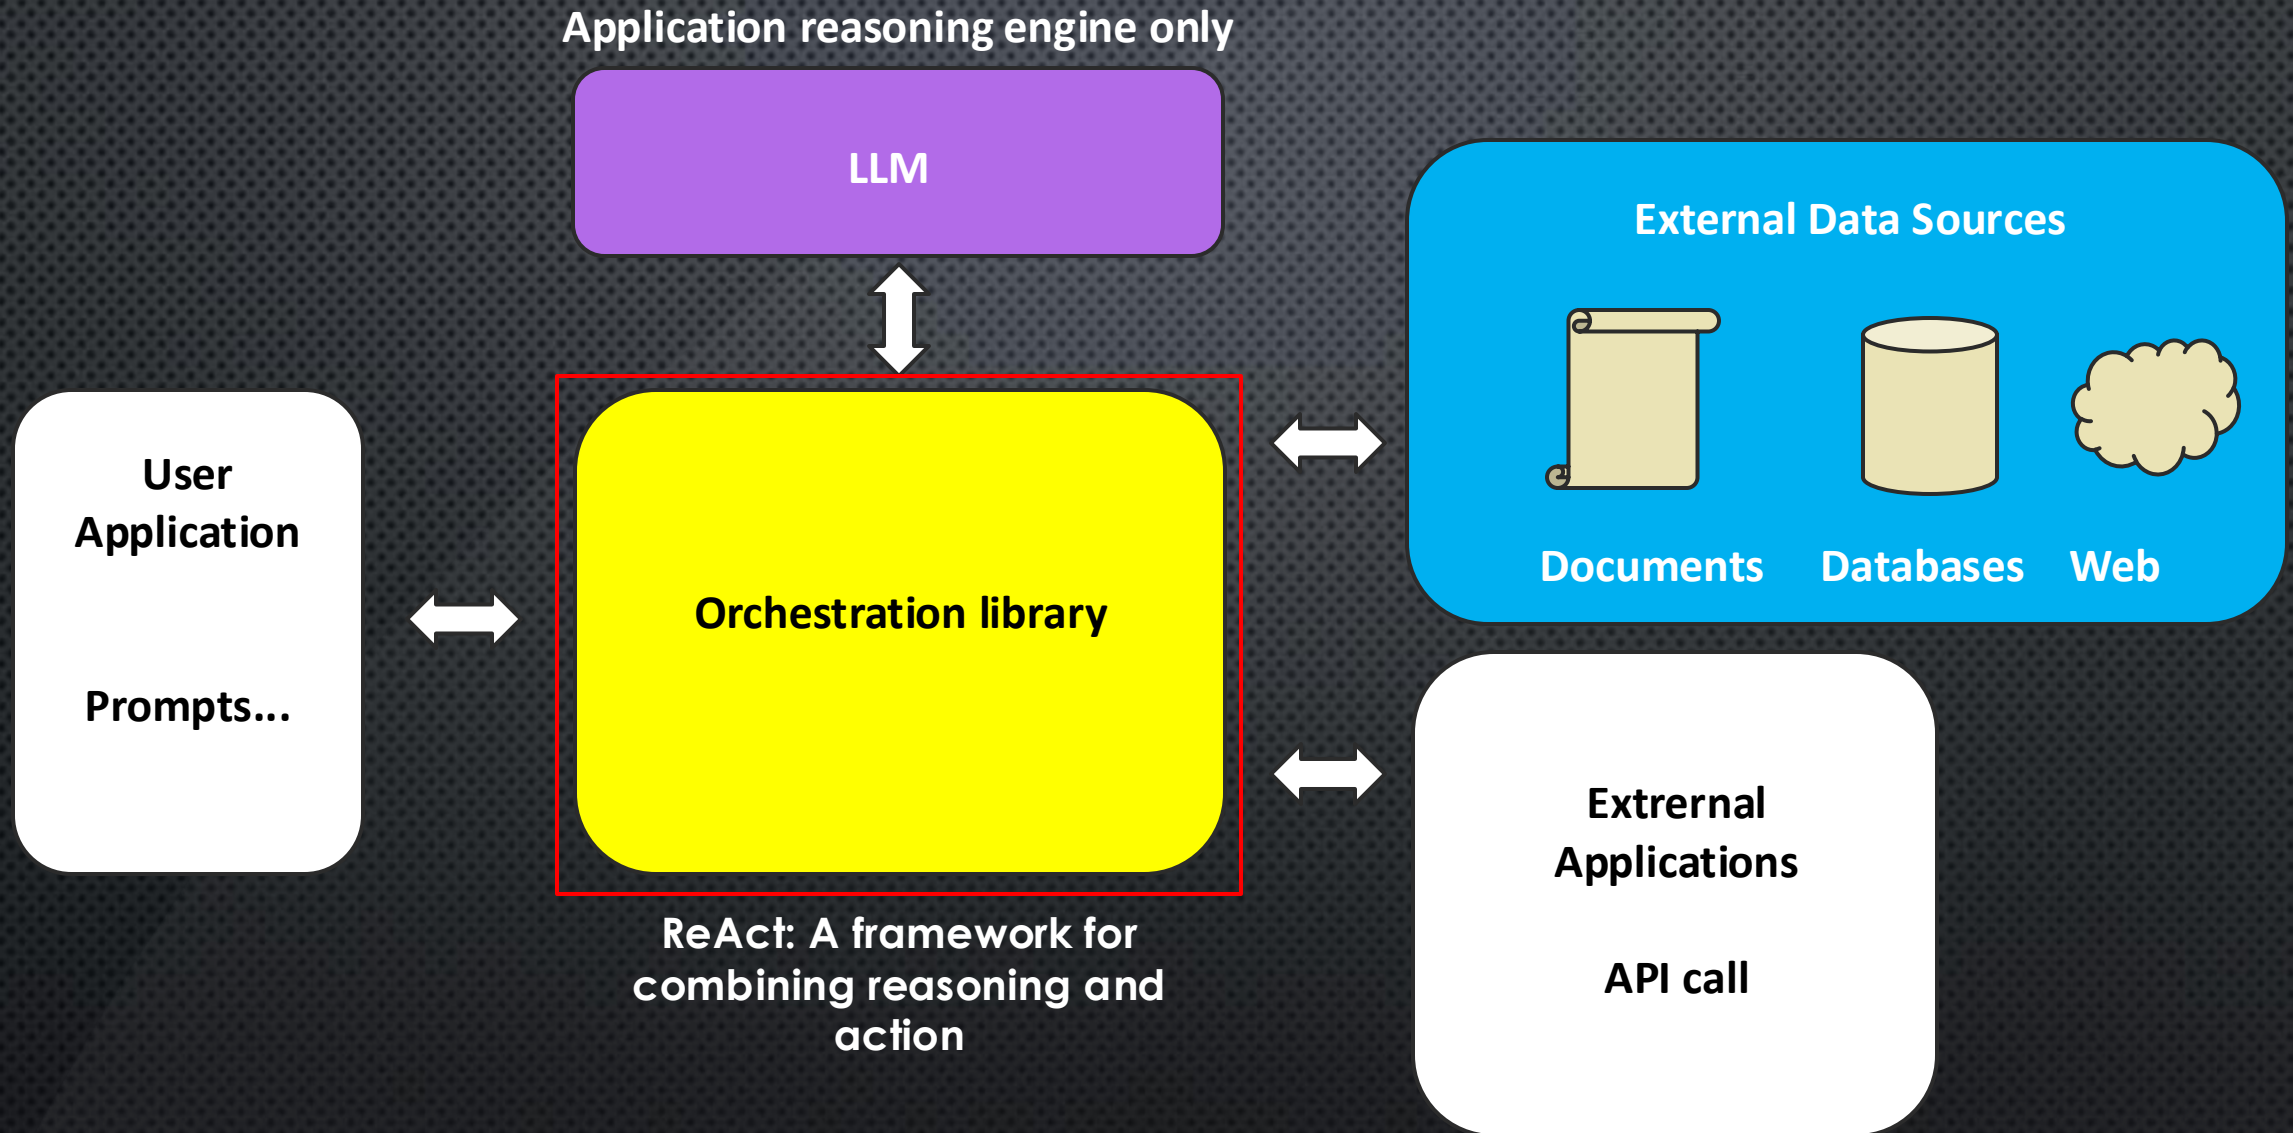 Application reasoning engine only
LLM
External Data Sources
Documents
Databases
Web
User
Application
Prompts...
Orchestration library
ReAct: A framework for
combining reasoning and
action
Extrernal
Applications
API call